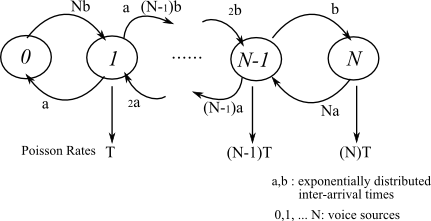 Nb a (N-1)b 2b b
0 1 ...... N-1 N
a 2a (N-1)a Na
Poisson Rates T (N-1)T (N)T
a,b : exponentially distributed
inter-arrival times
0,1, ... N: voice sources